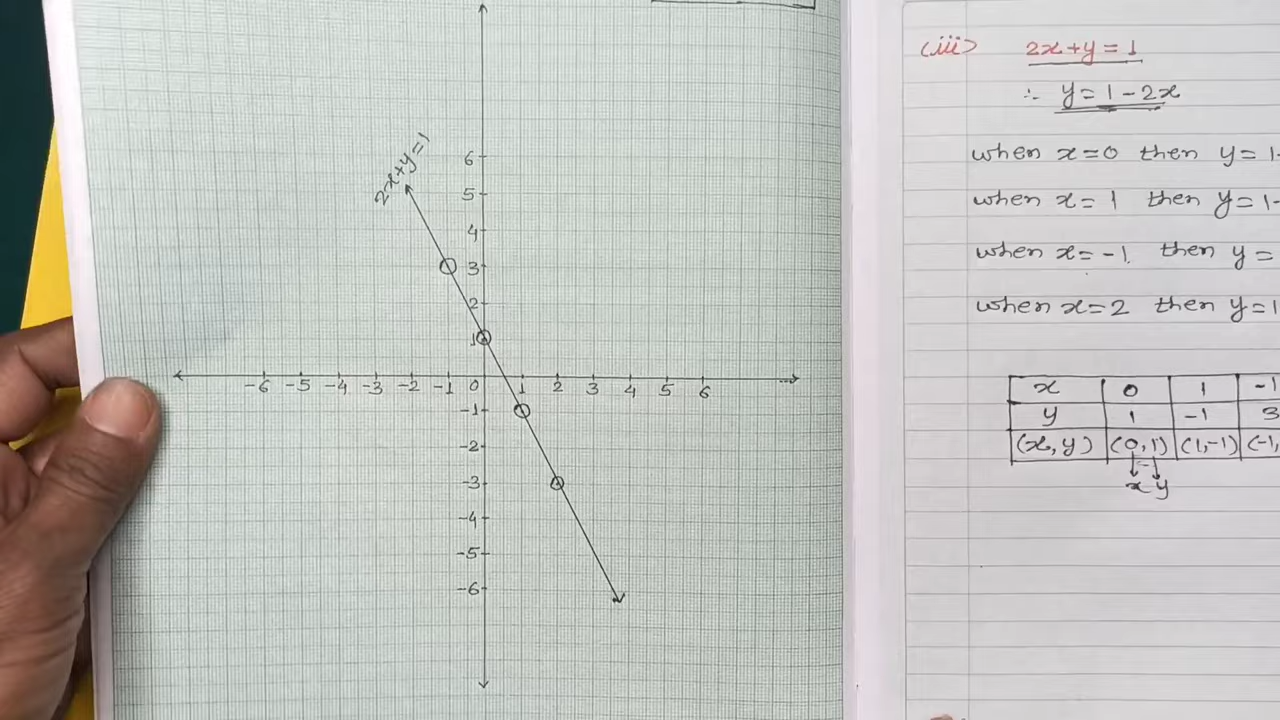 2x+y=1
6
5
4
3
2
1
-6 -5 -4 -3 -2 -1 0 1 2 3 4 5 6
-1
-2
-3
-4
-5
-6
(iii) 2x+y=1
∴ y=1-2x
when x=0 then y=1-
when x=1 then y=1-
when x=-1 then y=
when x=2 then y=1
x 0 1 -1
y 1 -1 3
(x,y) (0,1) (1,-1) (-1,
x y